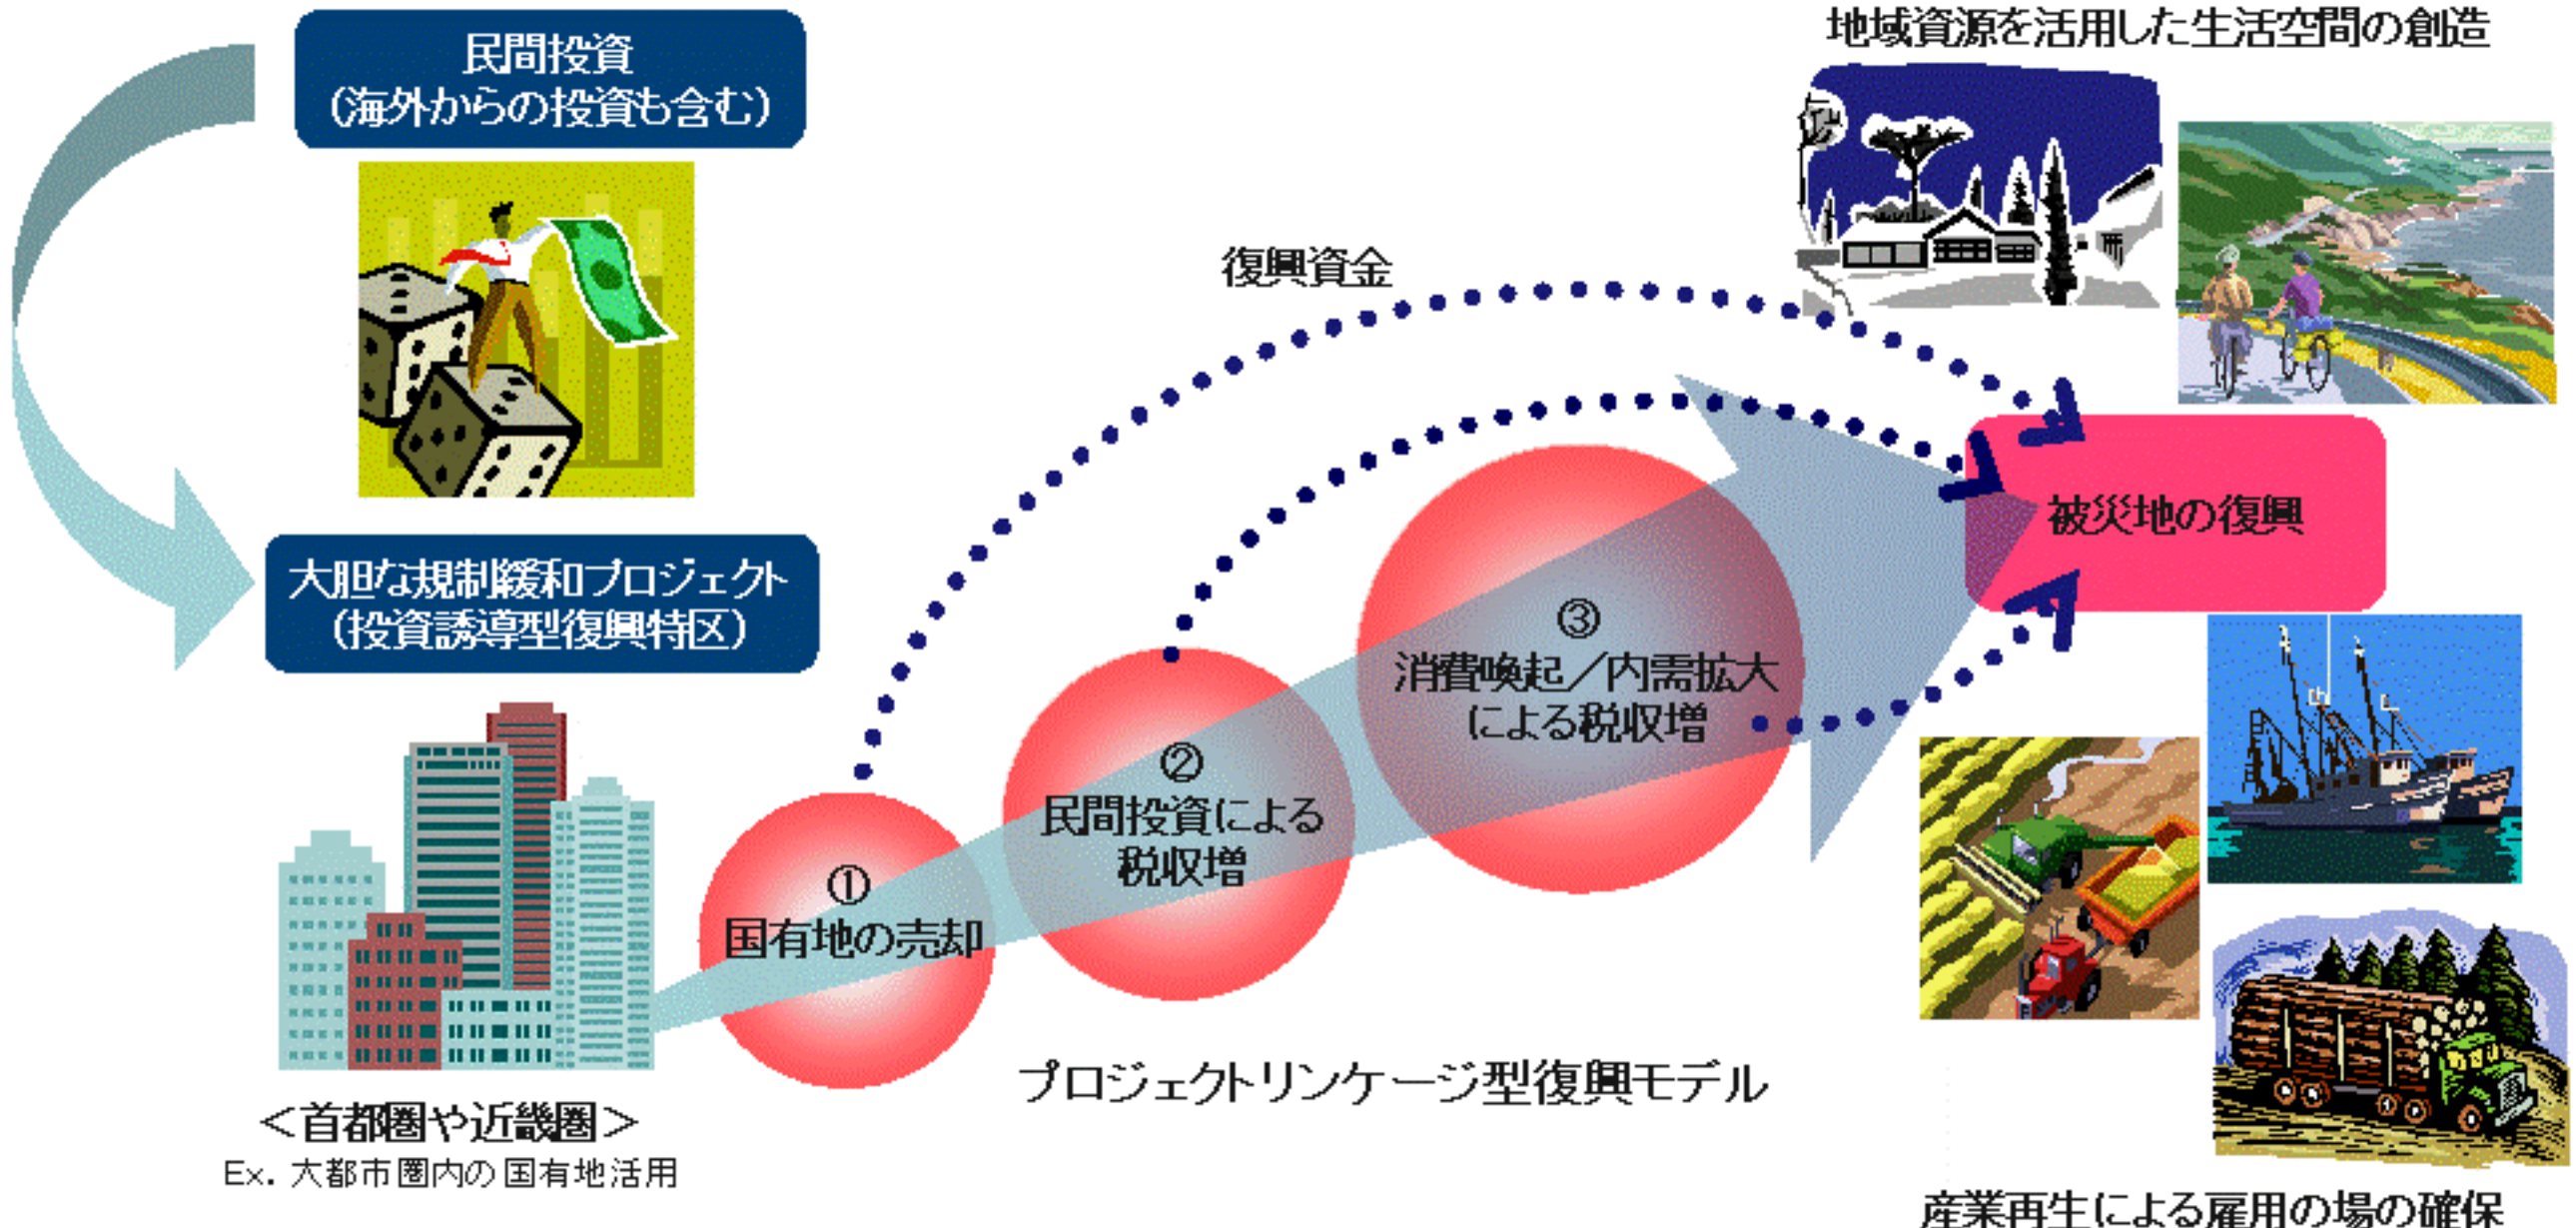 民間投資
（海外からの投資も含む）
大胆な規制緩和プロジェクト
（投資誘導型復興特区）
＜首都圏や近畿圏＞
Ex. 大都市圏内の国有地活用
復興資金
①
国有地の売却
②
民間投資による
税収増
③
消費喚起／内需拡大
による税収増
プロジェクトリンケージ型復興モデル
地域資源を活用した生活空間の創造
被災地の復興
産業再生による雇用の場の確保